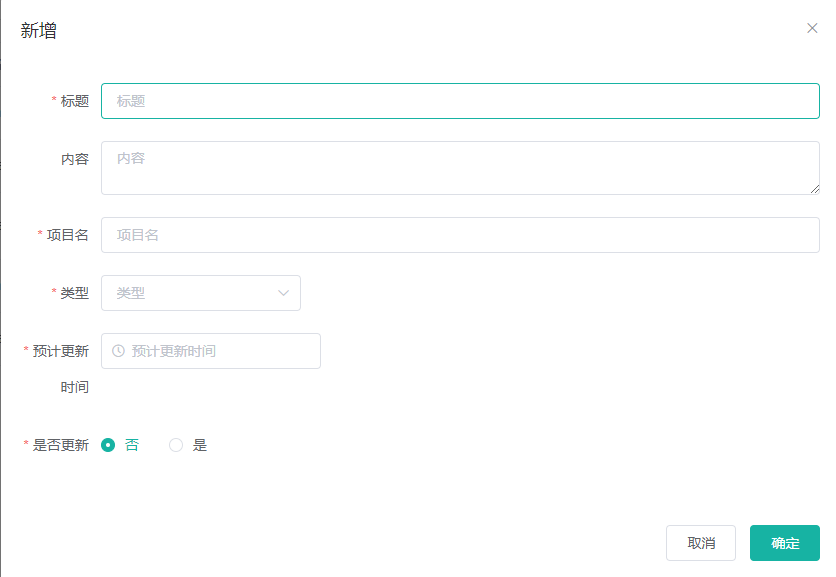 新增
* 标题 标题
内容 内容
* 项目名 项目名
* 类型 类型
* 预计更新 预计更新时间
时间
* 是否更新 否 是
取消 确定